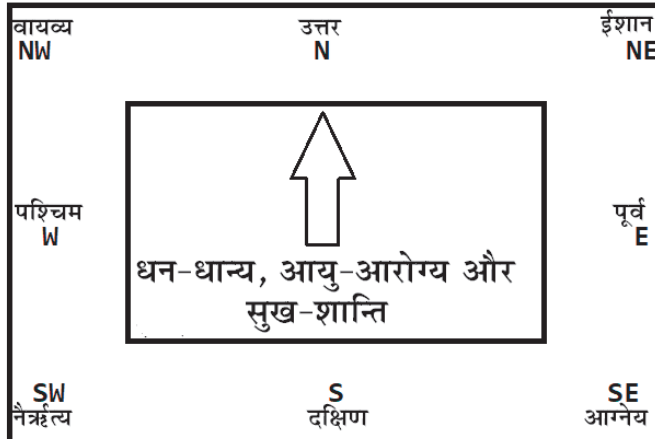 वायव्य उत्तर ईशान
NW N NE
पश्चिम पूर्व
W E
धन-धान्य, आयु-आरोग्य और
सुख-शान्ति
SW S SE
नैर्ऋत्य दक्षिण आग्नेय